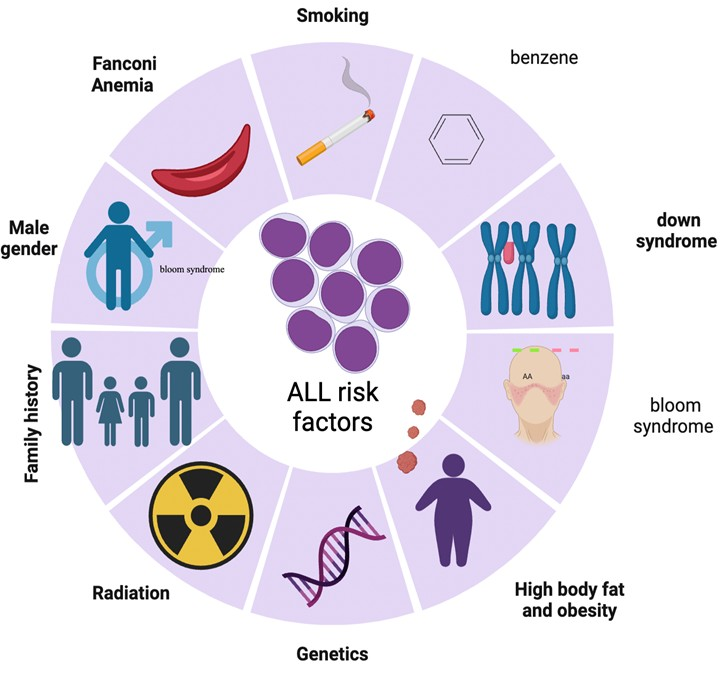 Smoking
benzene
Fanconi
Anemia
down
syndrome
Male
gender
bloom syndrome
AA
aa
ALL risk
factors
bloom
syndrome
Family history
High body fat
and obesity
Radiation
Genetics